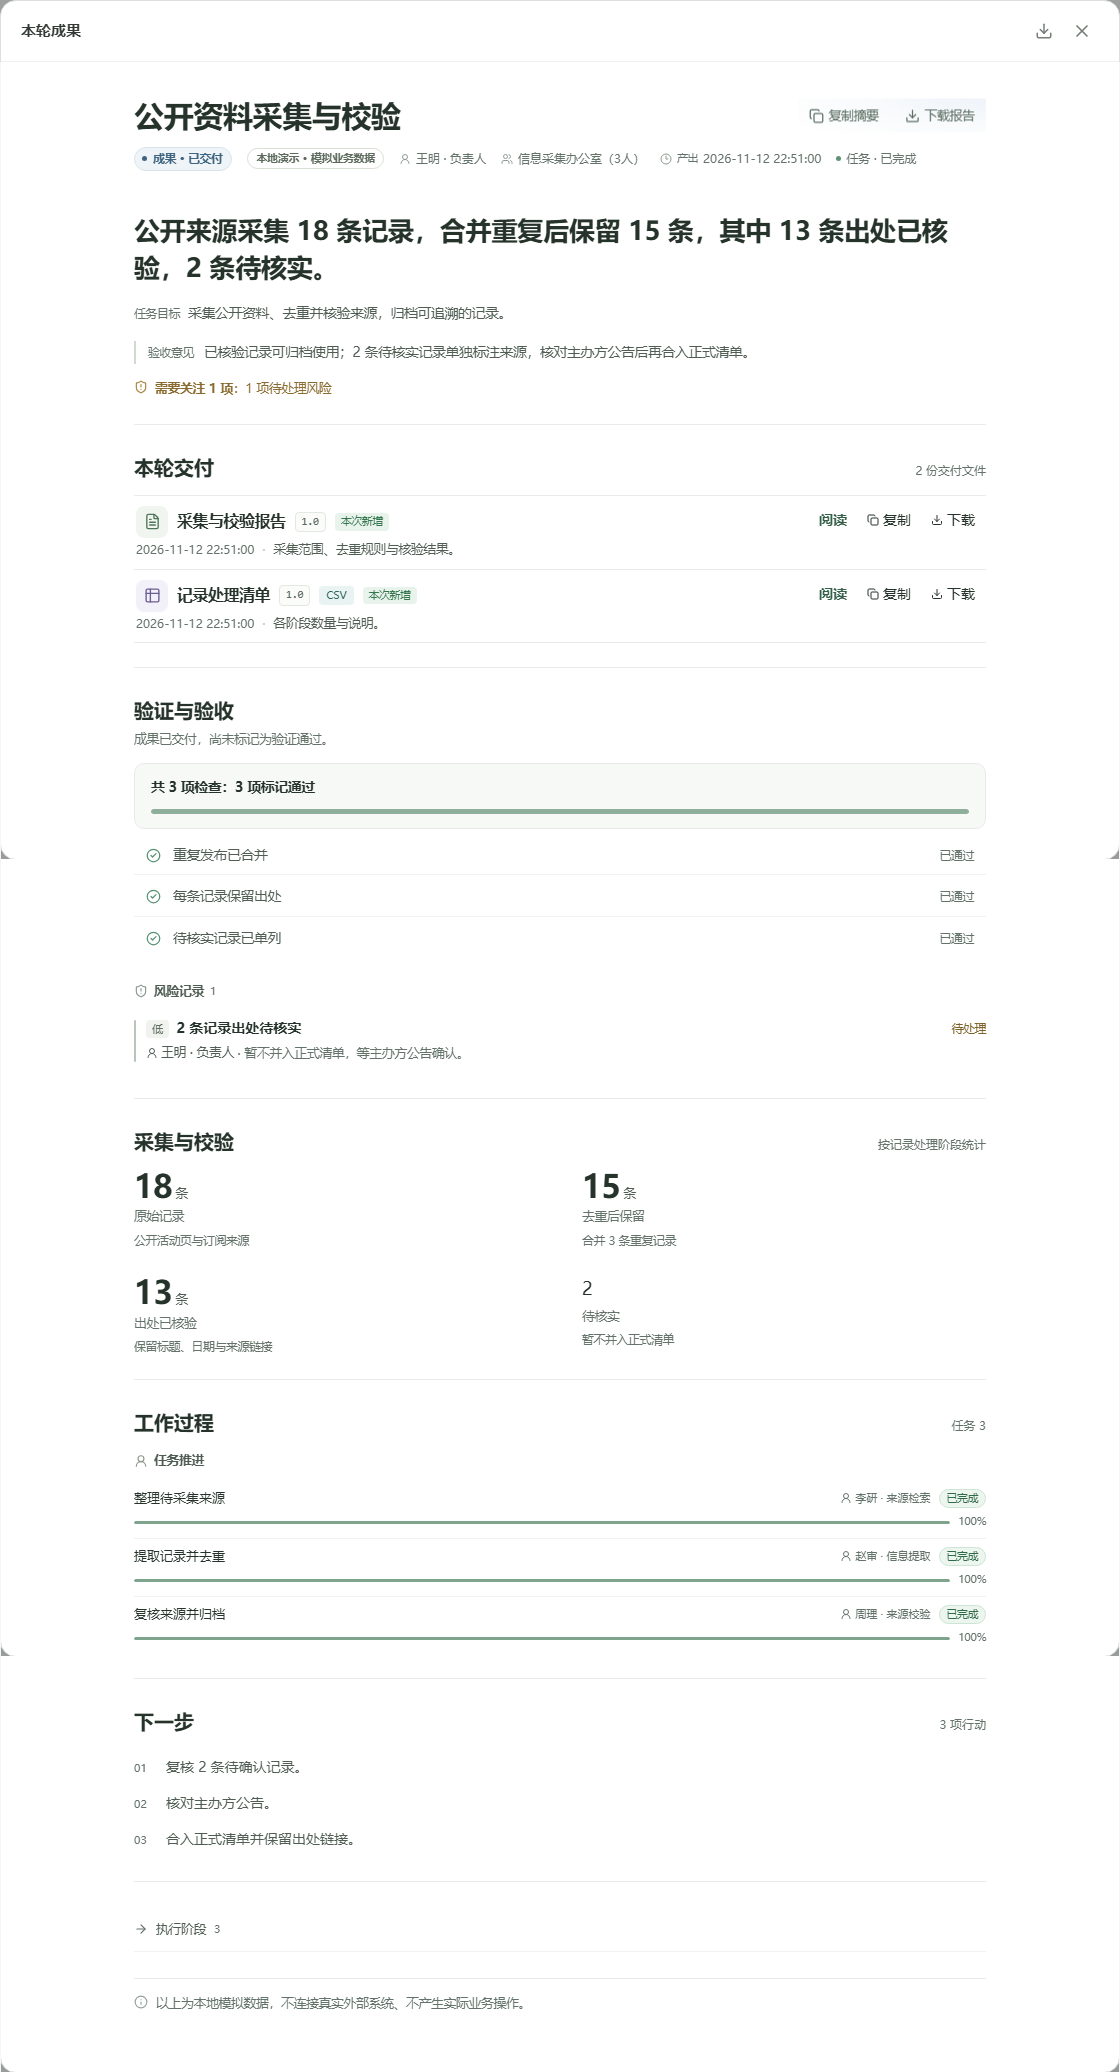 本轮成果
公开资料采集与校验
复制摘要 下载报告
成果 • 已交付 本地演示 • 模拟业务数据 王明 · 负责人 信息采集办公室（3人） 产出 2026-11-12 22:51:00 任务 · 已完成
公开来源采集 18 条记录，合并重复后保留 15 条，其中 13 条出处已核
验，2 条待核实。
任务目标 采集公开资料、去重并核验来源，归档可追溯的记录。
验收意见 已核验记录可归档使用；2 条待核实记录单独标注来源，核对主办方公告后再合入正式清单。
需要关注 1 项：1 项待处理风险
本轮交付 2 份交付文件
采集与校验报告 1.0 本次新增 阅读 复制 下载
2026-11-12 22:51:00 · 采集范围、去重规则与核验结果。
记录处理清单 1.0 CSV 本次新增 阅读 复制 下载
2026-11-12 22:51:00 · 各阶段数量与说明。
验证与验收
成果已交付，尚未标记为验证通过。
共 3 项检查：3 项标记通过
重复发布已合并 已通过
每条记录保留出处 已通过
待核实记录已单列 已通过
风险记录 1
低 2 条记录出处待核实 待处理
王明 · 负责人 · 暂不并入正式清单，等主办方公告确认。
采集与校验 按记录处理阶段统计
18 条
原始记录
公开活动页与订阅来源
15 条
去重后保留
合并 3 条重复记录
13 条
出处已核验
保留标题、日期与来源链接
2
待核实
暂不并入正式清单
工作过程 任务 3
任务推进
整理待采集来源 李研 · 来源检索 已完成
100%
提取记录并去重 赵审 · 信息提取 已完成
100%
复核来源并归档 周理 · 来源校验 已完成
100%
下一步 3 项行动
01 复核 2 条待确认记录。
02 核对主办方公告。
03 合入正式清单并保留出处链接。
执行阶段 3
以上为本地模拟数据，不连接真实外部系统、不产生实际业务操作。